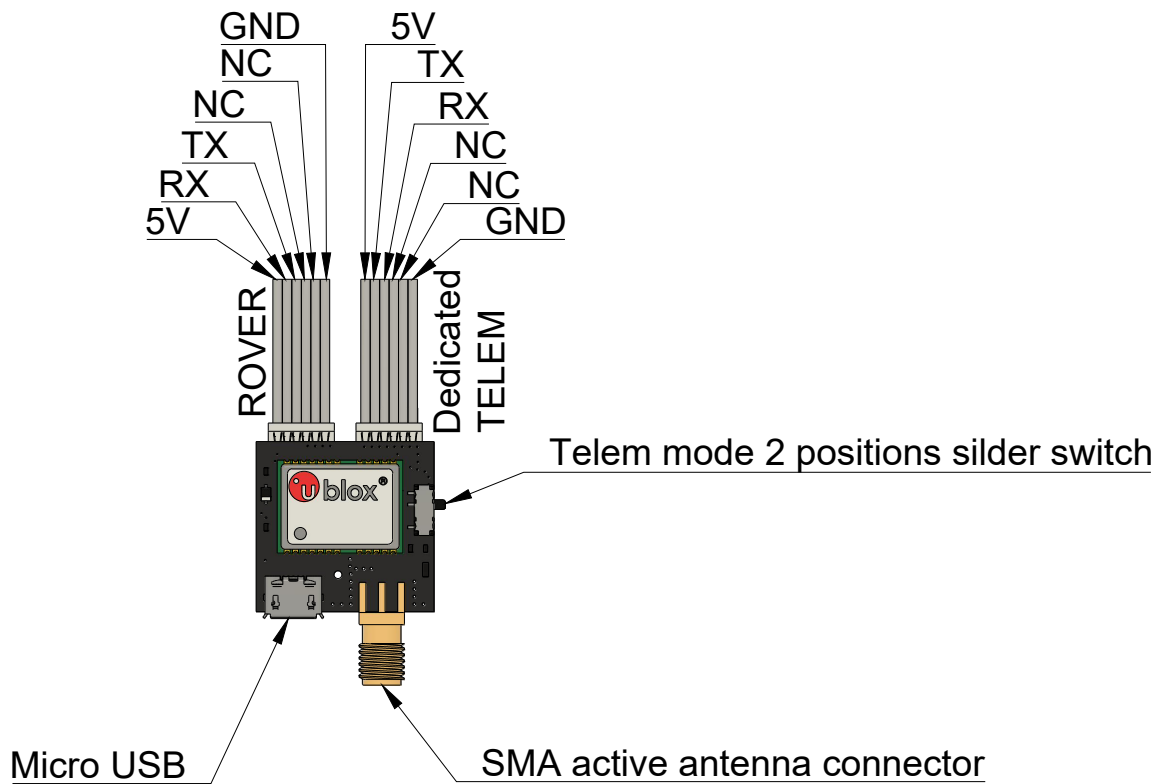 GND
NC
NC
TX
RX
5V
5V
TX
RX
NC
NC
GND
ROVER
Dedicated
TELEM
Telem mode 2 positions silder switch
ublox®
Micro USB
SMA active antenna connector